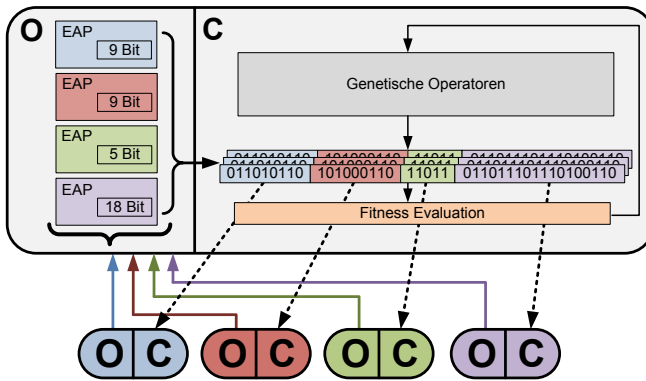 O
EAP
9 Bit
EAP
9 Bit
EAP
5 Bit
EAP
18 Bit
C
Genetische Operatoren
011010110 101000110 11011 011011101110100110
Fitness Evaluation
O C O C O C O C